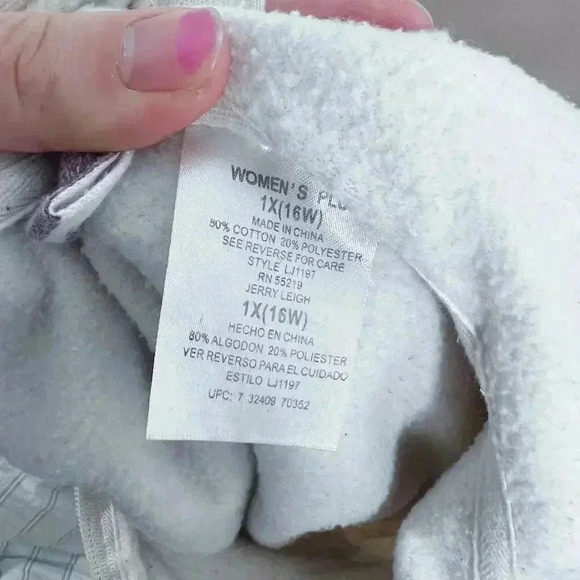 WOMEN'S
1X(16W)
MADE IN CHINA
80% COTTON 20% POLYESTER
SEE REVERSE FOR CARE
STYLE LJ1197
RN 55219
JERRY LEIGH
1X(16W)
HECHO EN CHINA
80% ALGODON 20% POLIESTER
VER REVERSO PARA EL CUIDADO
ESTILO LJ1197
UPC: 7 32409 70352